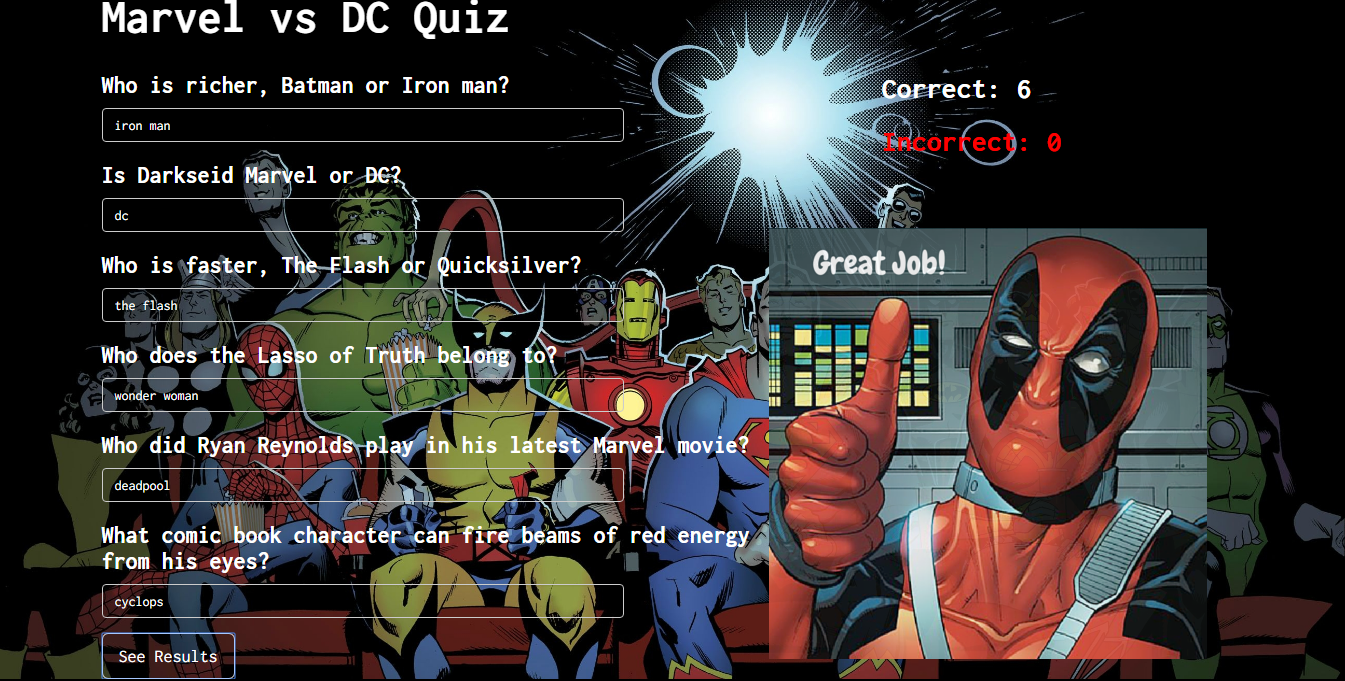 Marvel vs DC Quiz
Who is richer, Batman or Iron man?
iron man
Is Darkseid Marvel or DC?
dc
Who is faster, The Flash or Quicksilver?
the flash
Who does the Lasso of Truth belong to?
wonder woman
Who did Ryan Reynolds play in his latest Marvel movie?
deadpool
What comic book character can fire beams of red energy
from his eyes?
cyclops
See Results
Correct: 6
Incorrect: 0
Great Job!